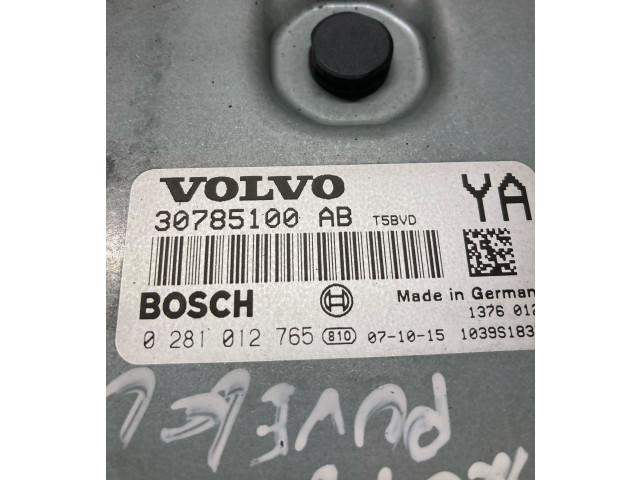 VOLVO
30785100 AB T5BVD YA
BOSCH Made in German
1376 012
0 281 012 765 810 07-10-15 1039S183